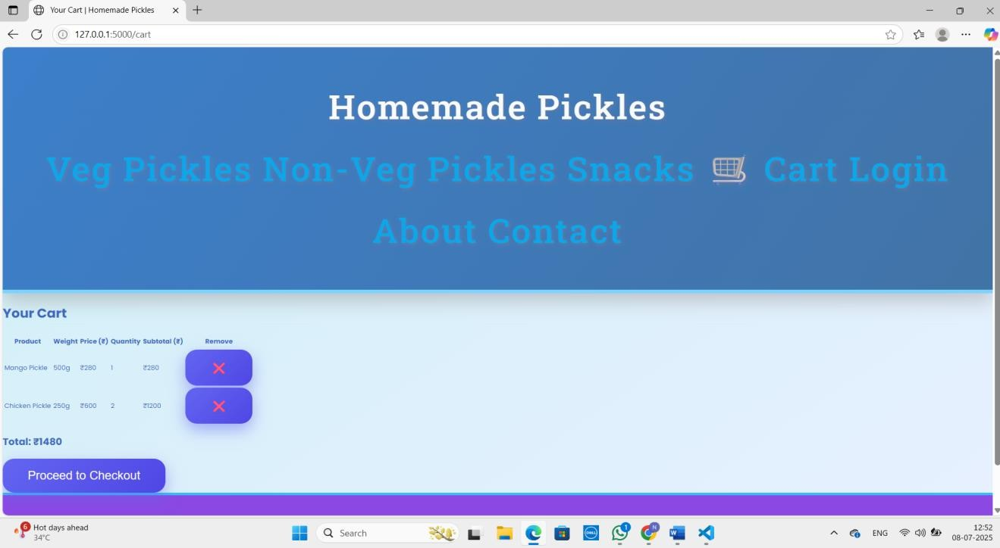 Your Cart | Homemade Pickles
127.0.0.1:5000/cart
Homemade Pickles
Veg Pickles Non-Veg Pickles Snacks 🛒 Cart Login
About Contact
Your Cart
Product Weight Price (₹) Quantity Subtotal (₹) Remove
Mango Pickle 500g ₹280 1 ₹280 ❌
Chicken Pickle 250g ₹600 2 ₹1200 ❌
Total: ₹1480
Proceed to Checkout
6
Hot days ahead
34°C
Search
DELL
1
N
W
ENG
12:52
08-07-2025